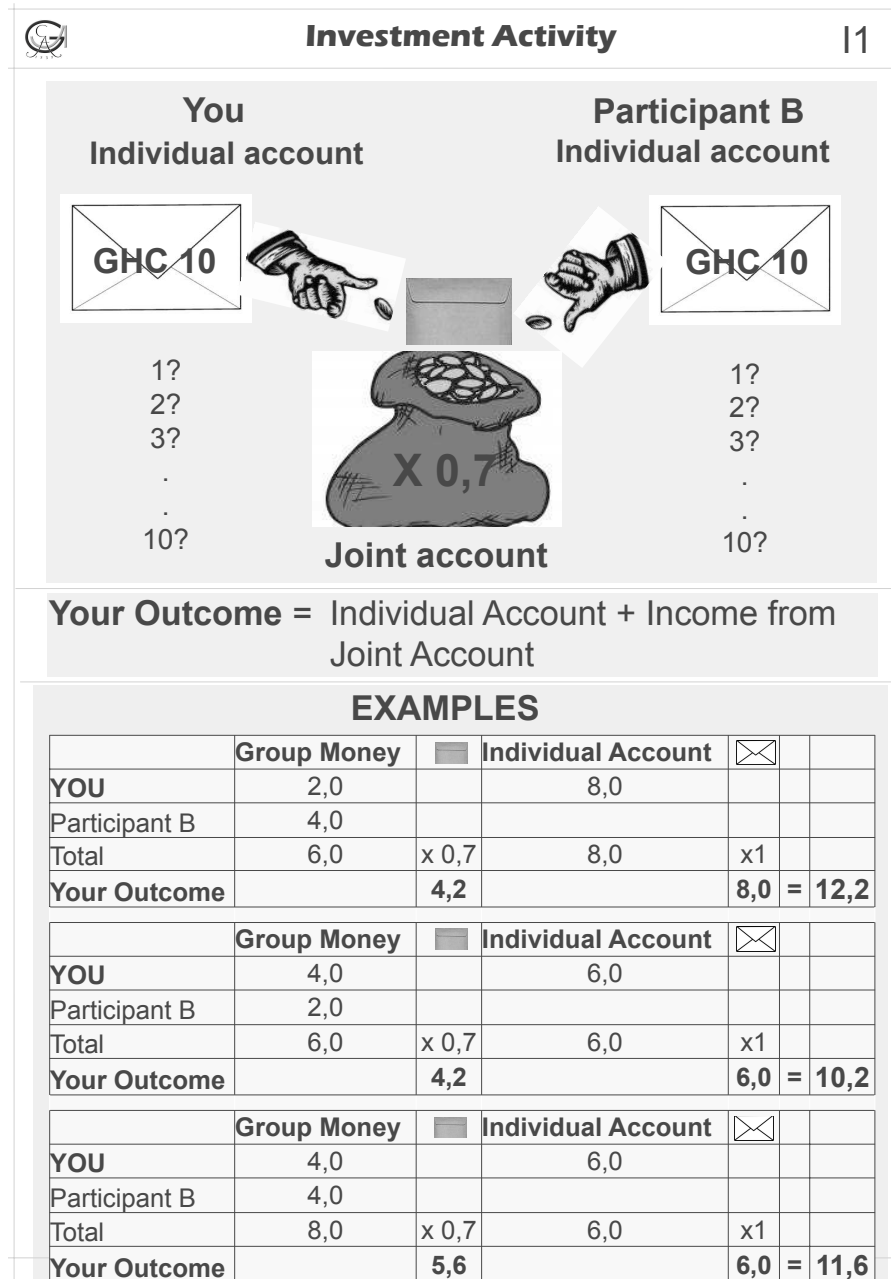 Investment Activity I1
You Participant B
Individual account Individual account
GHC 10 GHC 10
1? 1?
2? 2?
3? 3?
. .
. .
10? 10?
X 0,7
Joint account
Your Outcome = Individual Account + Income from
Joint Account
EXAMPLES
Group Money Individual Account
YOU 2,0 8,0
Participant B 4,0
Total 6,0 x 0,7 8,0 x1
Your Outcome 4,2 8,0 = 12,2
Group Money Individual Account
YOU 4,0 6,0
Participant B 2,0
Total 6,0 x 0,7 6,0 x1
Your Outcome 4,2 6,0 = 10,2
Group Money Individual Account
YOU 4,0 6,0
Participant B 4,0
Total 8,0 x 0,7 6,0 x1
Your Outcome 5,6 6,0 = 11,6